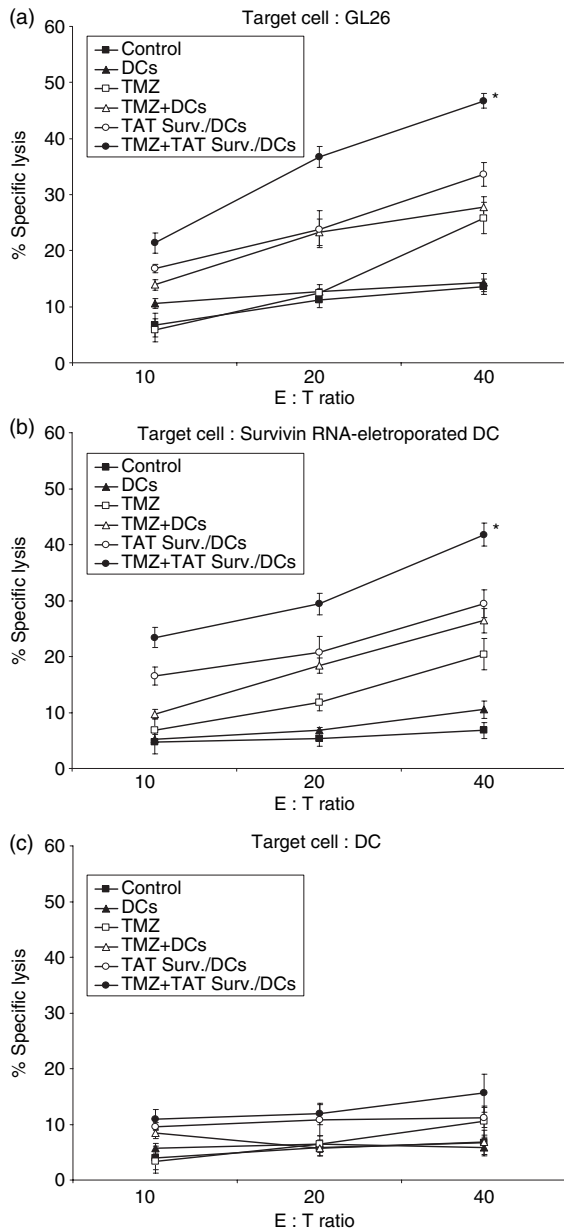 (a)
Target cell : GL26
60
50
40
30
20
10
0
% Specific lysis
Control
DCs
TMZ
TMZ+DCs
TAT Surv./DCs
TMZ+TAT Surv./DCs
*
10
20
40
E : T ratio
(b)
Target cell : Survivin RNA-eletroporated DC
60
50
40
30
20
10
0
% Specific lysis
Control
DCs
TMZ
TMZ+DCs
TAT Surv./DCs
TMZ+TAT Surv./DCs
*
10
20
40
E : T ratio
(c)
Target cell : DC
60
50
40
30
20
10
0
% Specific lysis
Control
DCs
TMZ
TMZ+DCs
TAT Surv./DCs
TMZ+TAT Surv./DCs
10
20
40
E : T ratio